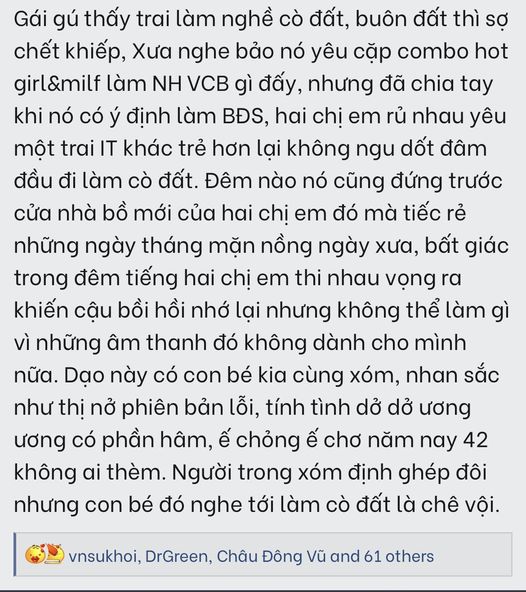 Gái gú thấy trai làm nghề cò đất, buôn đất thì sợ
chết khiếp, Xưa nghe bảo nó yêu cặp combo hot
girl&milf làm NH VCB gì đấy, nhưng đã chia tay
khi nó có ý định làm BĐS, hai chị em rủ nhau yêu
một trai IT khác trẻ hơn lại không ngu dốt đâm
đầu đi làm cò đất. Đêm nào nó cũng đứng trước
cửa nhà bồ mới của hai chị em đó mà tiếc rẻ
những ngày tháng mặn nồng ngày xưa, bất giác
trong đêm tiếng hai chị em thi nhau vọng ra
khiến cậu bồi hồi nhớ lại nhưng không thể làm gì
vì những âm thanh đó không dành cho mình
nữa. Dạo này có con bé kia cùng xóm, nhan sắc
như thị nở phiên bản lỗi, tính tình dở dở ương
ương có phần hâm, ế chỏng ế chơ năm nay 42
không ai thèm. Người trong xóm định ghép đôi
nhưng con bé đó nghe tới làm cò đất là chê vội.
vnsukhoi, DrGreen, Châu Đông Vũ and 61 others